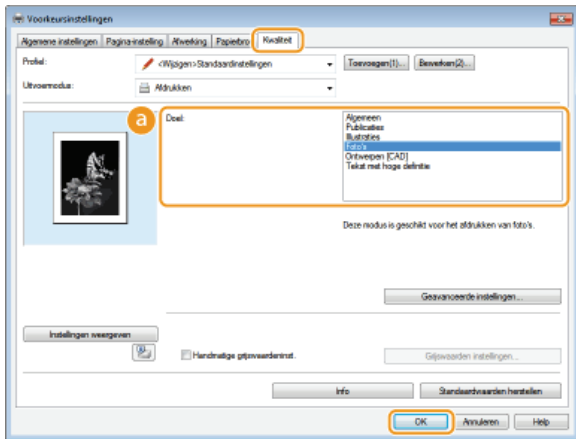 Voorkeursinstellingen
Algemene instellingen Pagina-instelling Afwerking Papierbro Kwaliteit
Profiel: <Wijzigen>Standaardinstellingen Toevoegen(1)... Bewerken(2)...
Uitvoermodus: Afdrukken
a Doel: Algemeen
Publicaties
Illustraties
Foto's
Ontwerpen [CAD]
Tekst met hoge definitie
Deze modus is geschikt voor het afdrukken van foto's.
Geavanceerde instellingen...
Instellingen weergeven
Handmatige grijswaardeninst. Grijswaarden instellingen...
Info Standaardwaarden herstellen
OK Annuleren Help